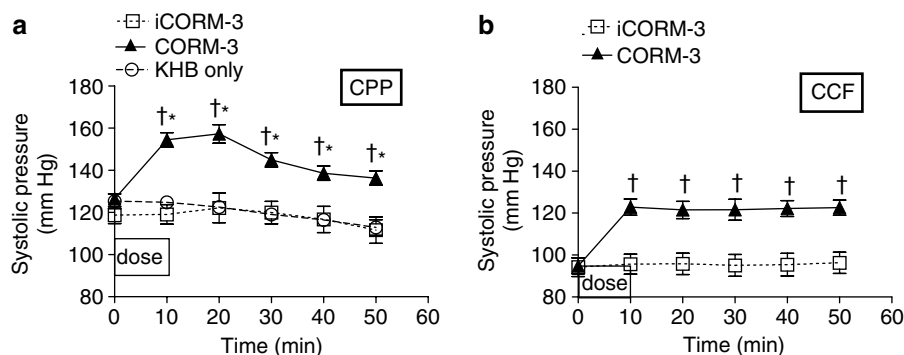 a
iCORM-3
CORM-3
KHB only
CPP
Systolic pressure
(mm Hg)
180
160
140
120
100
80
†*
†*
†*
†*
†*
dose
0 10 20 30 40 50 60
Time (min)
b
iCORM-3
CORM-3
CCF
Systolic pressure
(mm Hg)
180
160
140
120
100
80
† † † † †
dose
0 10 20 30 40 50 60
Time (min)